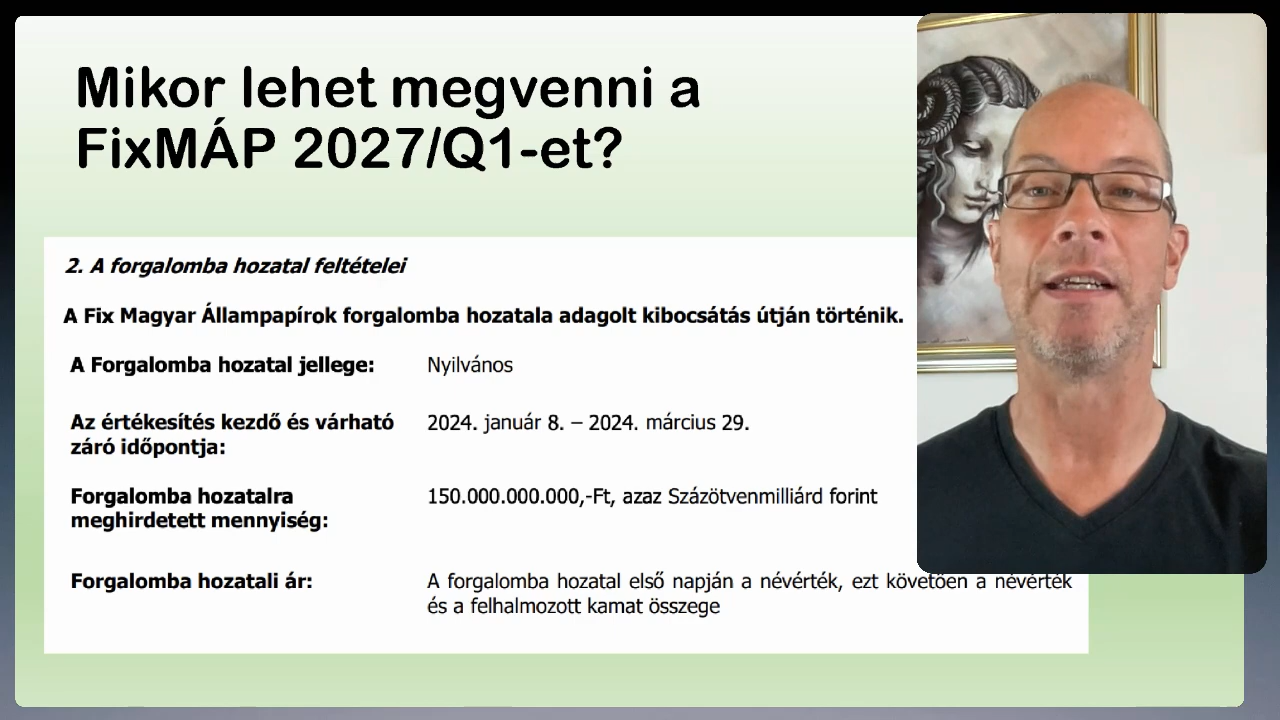 Mikor lehet megvenni a
FixMÁP 2027/Q1-et?
2. A forgalomba hozatal feltételei
A Fix Magyar Állampapírok forgalomba hozatala adagolt kibocsátás útján történik.
A Forgalomba hozatal jellege: Nyilvános
Az értékesítés kezdő és várható 2024. január 8. – 2024. március 29.
záró időpontja:
Forgalomba hozatalra 150.000.000.000,-Ft, azaz Százötvenmilliárd forint
meghirdetett mennyiség:
Forgalomba hozatali ár: A forgalomba hozatal első napján a névérték, ezt követően a névérték
és a felhalmozott kamat összege